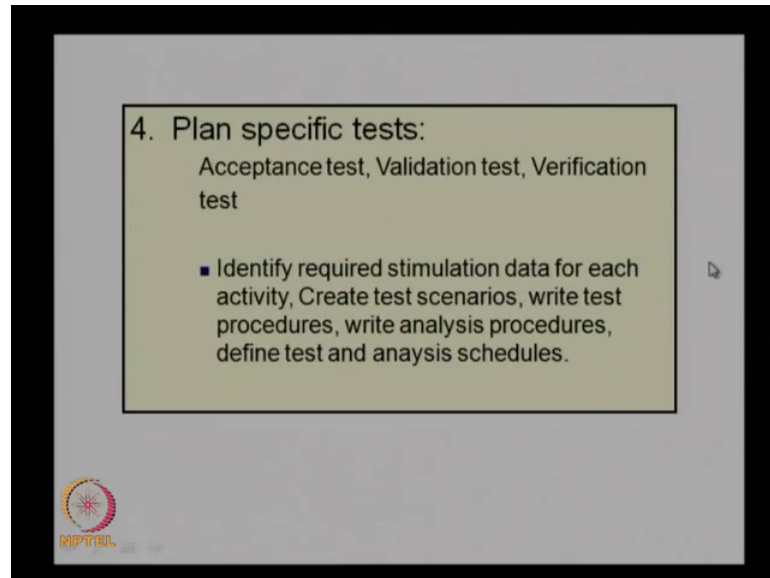 4. Plan specific tests:
Acceptance test, Validation test, Verification
test
▪ Identify required stimulation data for each
activity, Create test scenarios, write test
procedures, write analysis procedures,
define test and anaysis schedules.
NPTEL